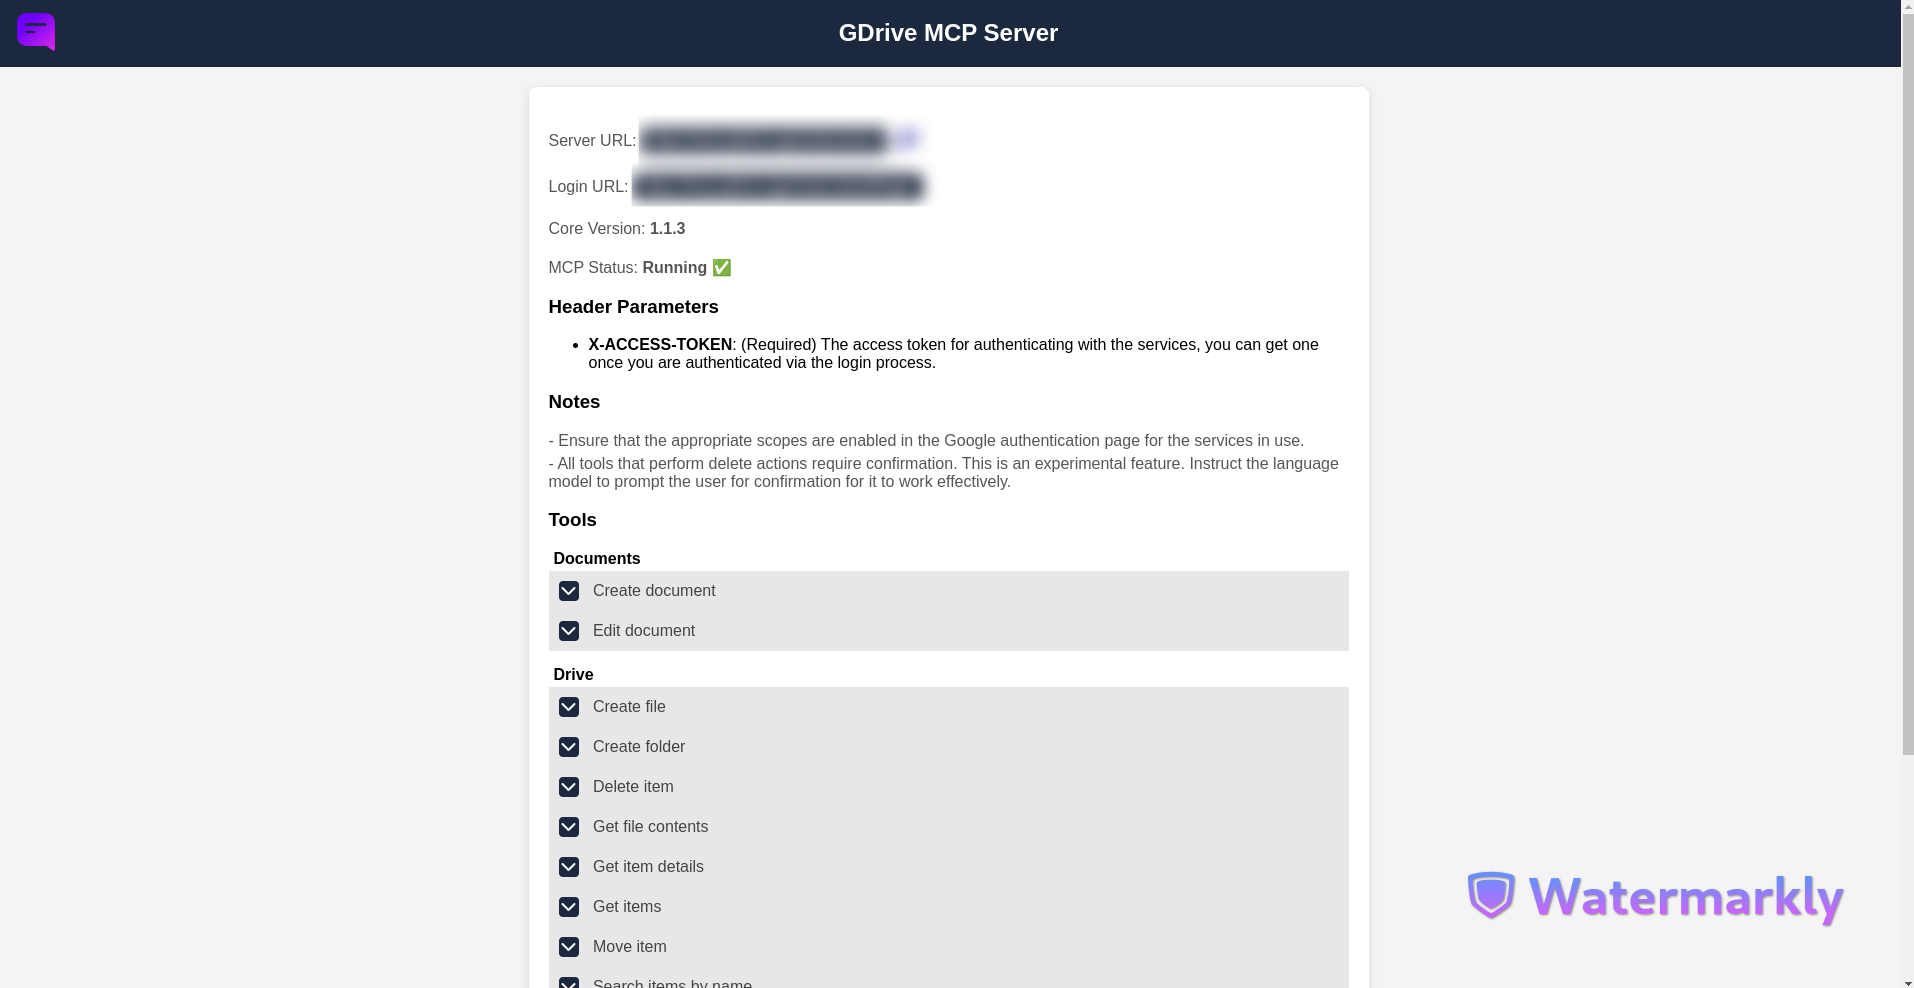 GDrive MCP Server
Server URL:
Login URL:
Core Version: 1.1.3
MCP Status: Running ✅
Header Parameters
• X-ACCESS-TOKEN: (Required) The access token for authenticating with the services, you can get one
once you are authenticated via the login process.
Notes
- Ensure that the appropriate scopes are enabled in the Google authentication page for the services in use.
- All tools that perform delete actions require confirmation. This is an experimental feature. Instruct the language
model to prompt the user for confirmation for it to work effectively.
Tools
Documents
Create document
Edit document
Drive
Create file
Create folder
Delete item
Get file contents
Get item details
Get items
Move item
Search items by name
Watermarkly